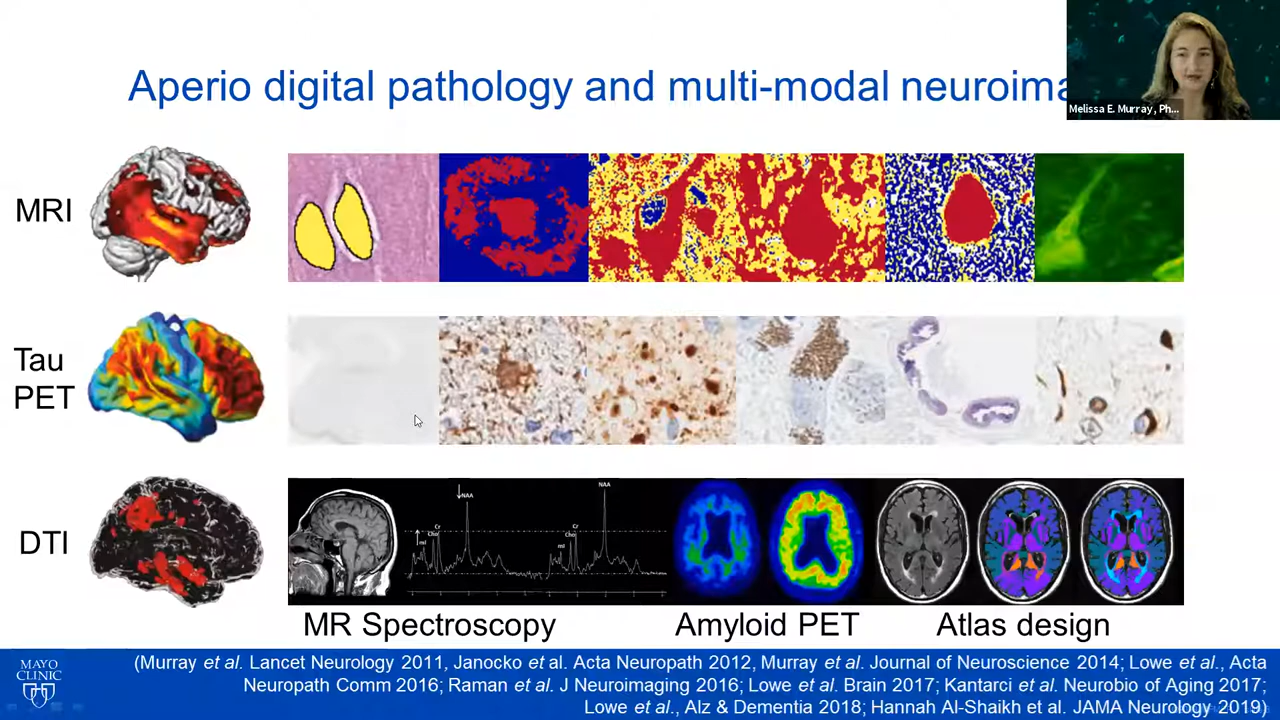 Aperio digital pathology and multi-modal neuroima
Melissa E. Murray, Ph...
MRI
Tau
PET
DTI
↓NAA
Cr
Cho
mI
NAA
Cr
Cho
mI
MR Spectroscopy
Amyloid PET
Atlas design
MAYO
CLINIC
(Murray et al. Lancet Neurology 2011, Janocko et al. Acta Neuropath 2012, Murray et al. Journal of Neuroscience 2014; Lowe et al., Acta
Neuropath Comm 2016; Raman et al. J Neuroimaging 2016; Lowe et al. Brain 2017; Kantarci et al. Neurobio of Aging 2017;
Lowe et al., Alz & Dementia 2018; Hannah Al-Shaikh et al. JAMA Neurology 2019)